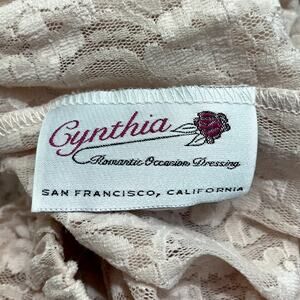 Cynthia
Romantic Occasion Dressing
SAN FRANCISCO, CALIFORNIA